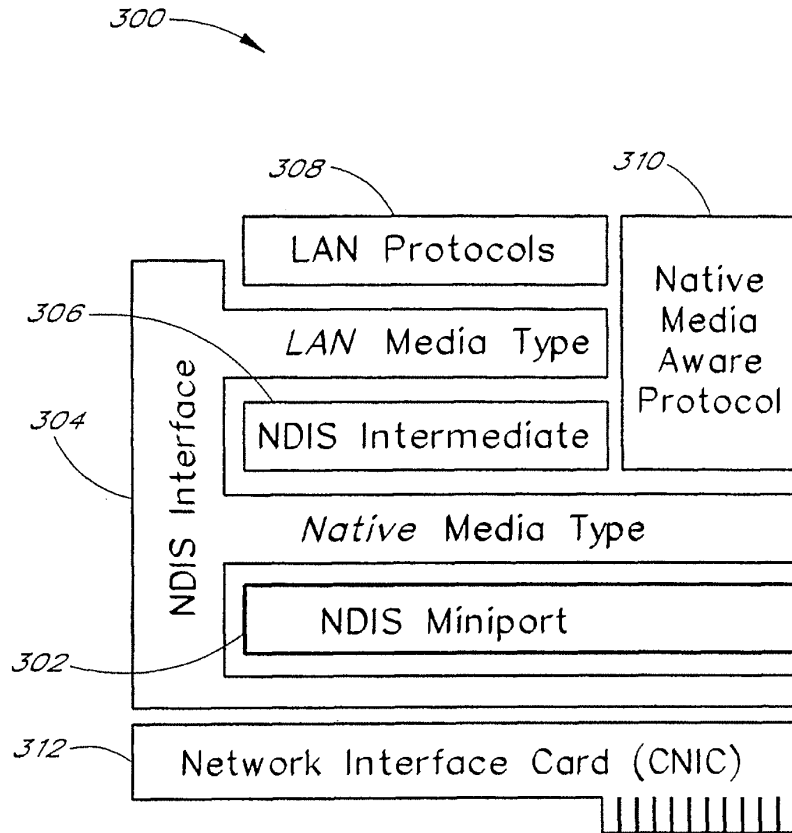 300
308
310
LAN Protocols
Native
Media
Aware
Protocol
306
LAN Media Type
304
NDIS Interface
NDIS Intermediate
Native Media Type
NDIS Miniport
302
312
Network Interface Card (CNIC)